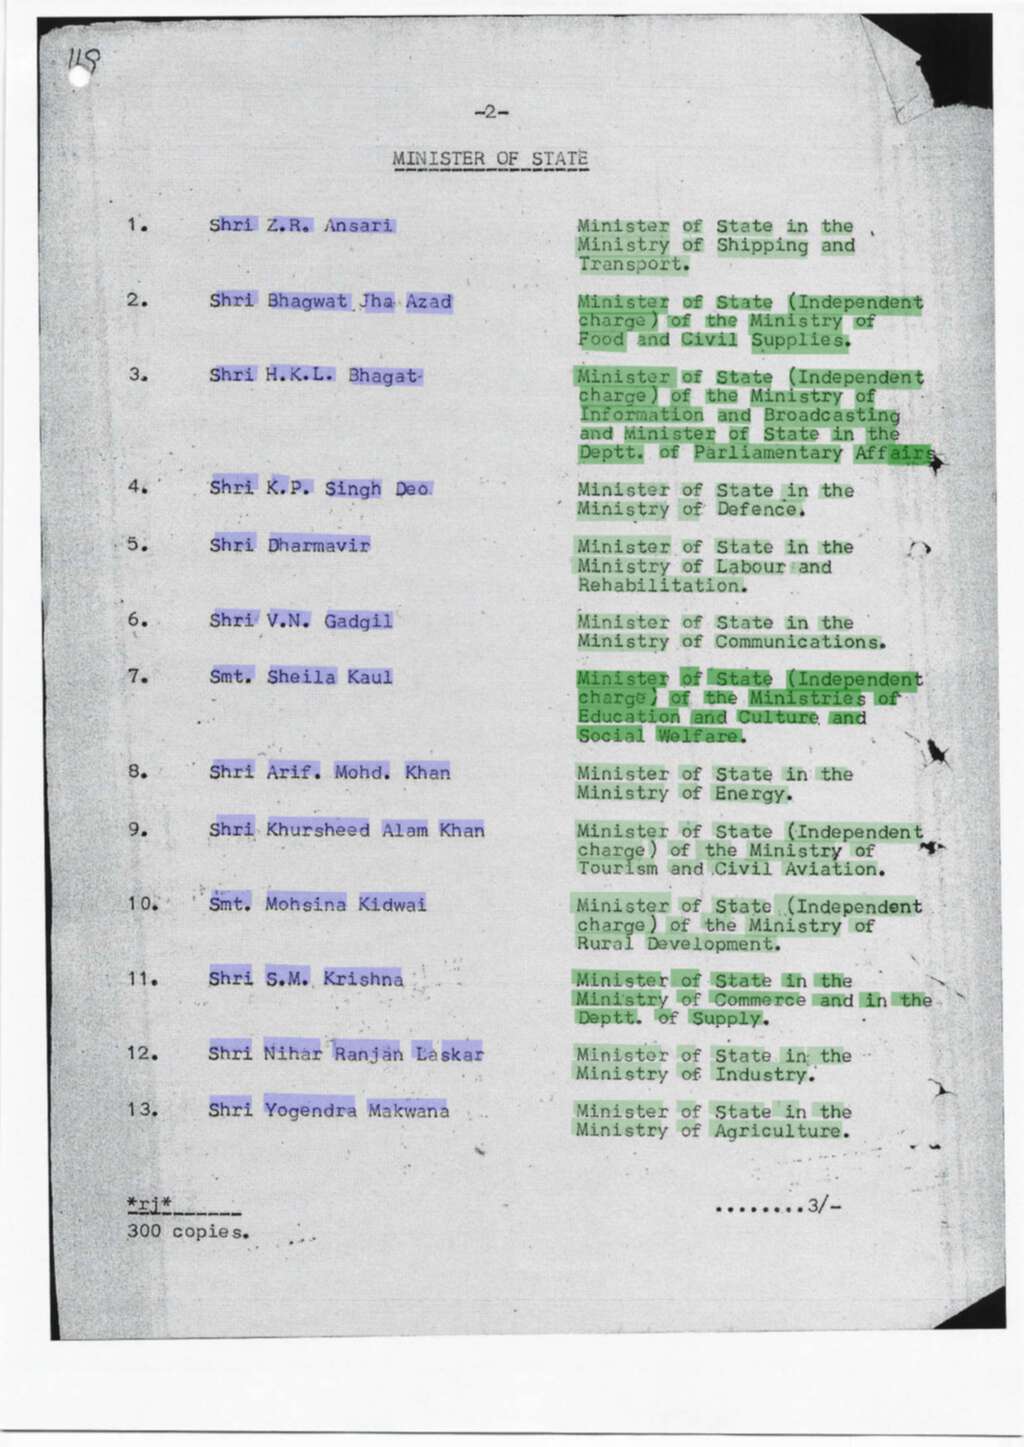 119
-2-
MINISTER OF STATE
1. Shri Z.R. Ansari Minister of State in the
Ministry of Shipping and
Transport.
2. Shri Bhagwat Jha Azad Minister of State (Independent
charge) of the Ministry of
Food and Civil Supplies.
3. Shri H.K.L. Bhagat Minister of State (Independent
charge) of the Ministry of
Information and Broadcasting
and Minister of State in the
Deptt. of Parliamentary Affairs
4. Shri K.P. Singh Deo Minister of State in the
Ministry of Defence.
5. Shri Dharmavir Minister of State in the
Ministry of Labour and
Rehabilitation.
6. Shri V.N. Gadgil Minister of State in the
Ministry of Communications.
7. Smt. Sheila Kaul Minister of State (Independent
charge) of the Ministries of
Education and Culture and
Social Welfare.
8. Shri Arif. Mohd. Khan Minister of State in the
Ministry of Energy.
9. Shri Khursheed Alam Khan Minister of State (Independent
charge) of the Ministry of
Tourism and Civil Aviation.
10. Smt. Mohsina Kidwai Minister of State (Independent
charge) of the Ministry of
Rural Development.
11. Shri S.M. Krishna Minister of State in the
Ministry of Commerce and in the
Deptt. of Supply.
12. Shri Nihar Ranjan Laskar Minister of State in the
Ministry of Industry.
13. Shri Yogendra Makwana Minister of State in the
Ministry of Agriculture.
*rj* ........3/-
300 copies.